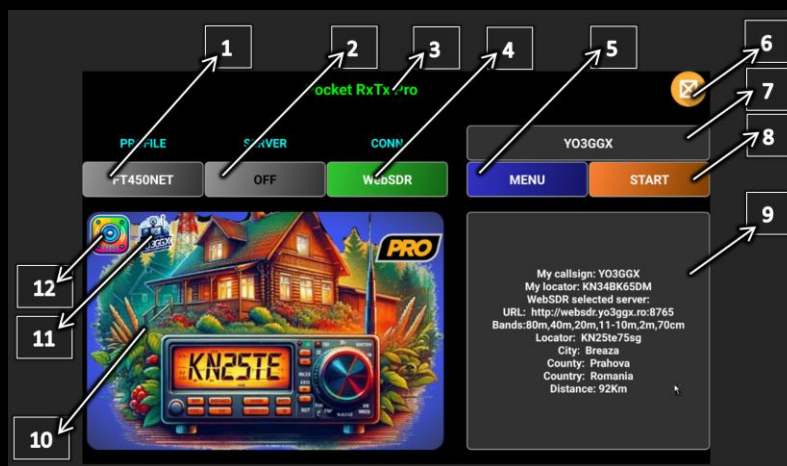 1
2
3
4
5
6
ocket RxTx Pro
7
PROFILE SERVER CONN
YO3GGX
8
FT450NET OFF WebSDR MENU START
9
PRO
12
My callsign: YO3GGX
My locator: KN34BK65DM
WebSDR selected server:
URL: http://websdr.yo3ggx.ro:8765
Bands:80m,40m,20m,11-10m,2m,70cm
Locator: KN25te75sg
City: Breaza
County: Prahova
Country: Romania
Distance: 92Km
11
KN25TE
10